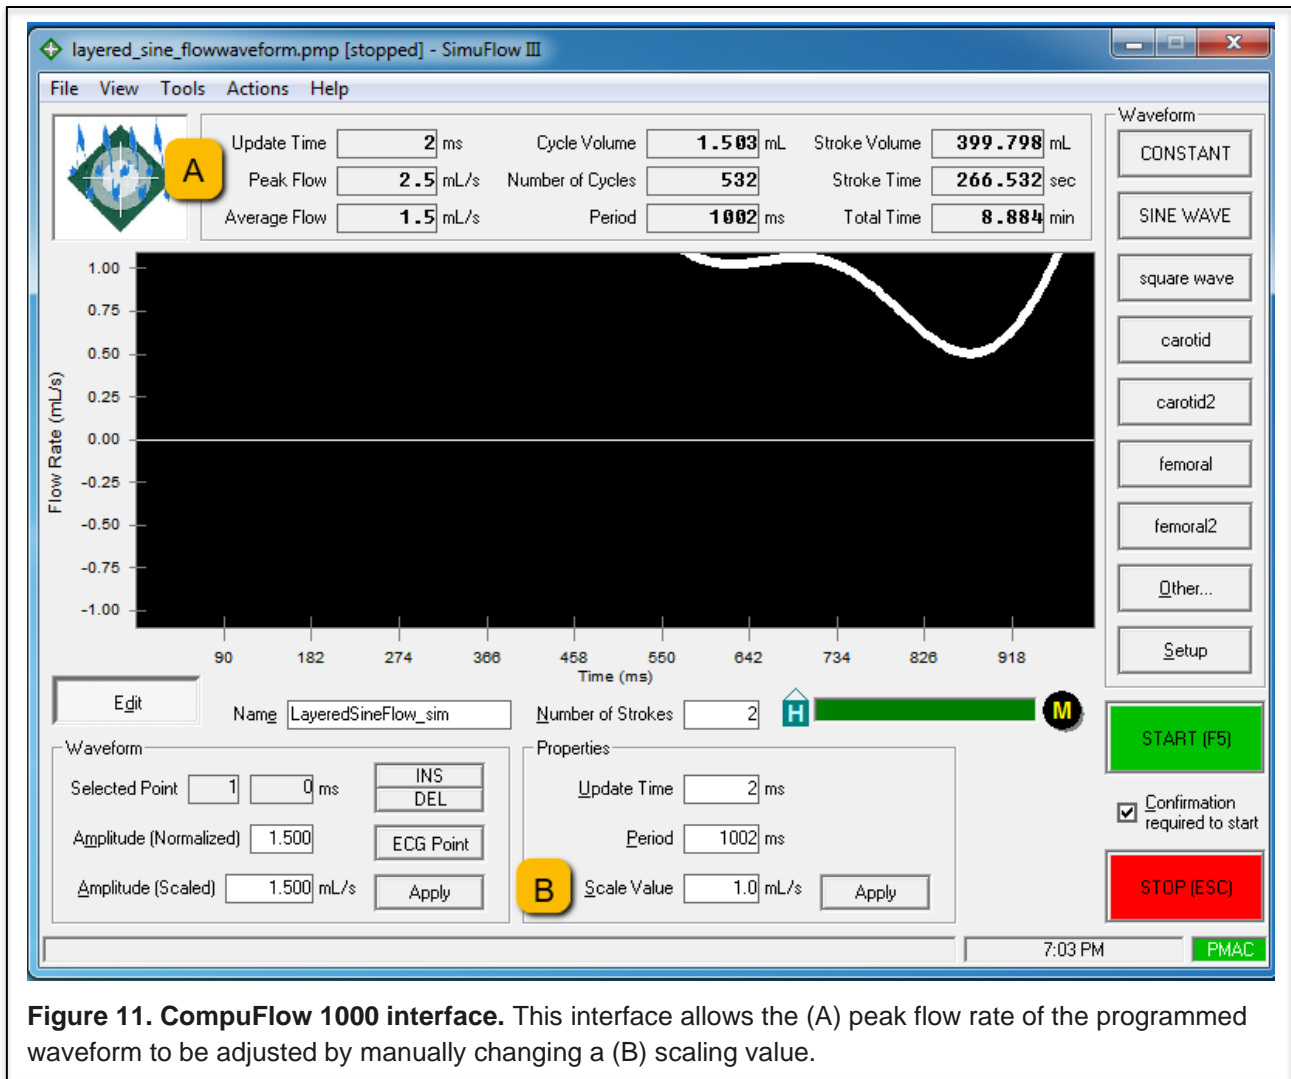 layered_sine_flowwaveform.pmp [stopped] - SimuFlow III
File View Tools Actions Help
A
Update Time 2 ms Cycle Volume 1.503 mL Stroke Volume 399.798 mL
Peak Flow 2.5 mL/s Number of Cycles 532 Stroke Time 266.532 sec
Average Flow 1.5 mL/s Period 1002 ms Total Time 8.884 min
Waveform
CONSTANT
SINE WAVE
square wave
carotid
carotid2
femoral
femoral2
Other...
Setup
Flow Rate (mL/s)
1.00
0.75
0.50
0.25
0.00
-0.25
-0.50
-0.75
-1.00
90 182 274 366 458 550 642 734 826 918
Time (ms)
Edit Name LayeredSineFlow_sim Number of Strokes 2 H M
Waveform
Selected Point 1 0 ms INS
DEL
Amplitude (Normalized) 1.500 ECG Point
Amplitude (Scaled) 1.500 mL/s Apply
Properties
Update Time 2 ms
Period 1002 ms
B Scale Value 1.0 mL/s Apply
START (F5)
Confirmation
required to start
STOP (ESC)
7:03 PM PMAC
Figure 11. CompuFlow 1000 interface. This interface allows the (A) peak flow rate of the programmed
waveform to be adjusted by manually changing a (B) scaling value.